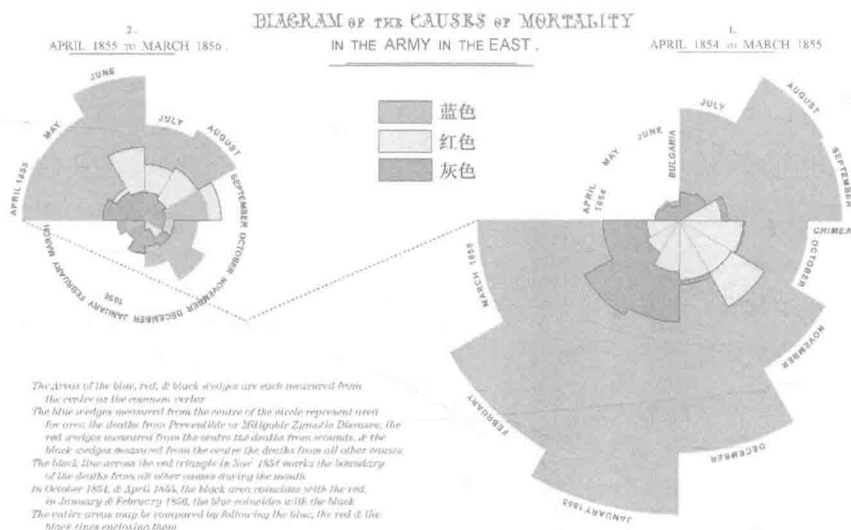 DIAGRAM OF THE CAUSES OF MORTALITY
IN THE ARMY IN THE EAST.
2.
APRIL 1855 TO MARCH 1856.
1.
APRIL 1854 TO MARCH 1855.
蓝色
红色
灰色
APRIL 1855
MAY
JUNE
JULY
AUGUST
SEPTEMBER
OCTOBER
NOVEMBER
DECEMBER
JANUARY
1856
FEBRUARY
MARCH
APRIL
1854
MAY
JUNE
BULGARIA
JULY
AUGUST
SEPTEMBER
CRIMEA
OCTOBER
NOVEMBER
DECEMBER
JANUARY 1855
FEBRUARY
MARCH 1855
The Areas of the blue, red, & black wedges are each measured from
the centre as the common vertex
The blue wedges measured from the centre of the circle represent area
for area the deaths from Preventible or Mitigable Zymotic Diseases, the
red wedges measured from the centre the deaths from wounds, & the
black wedges measured from the centre the deaths from all other causes
The black line across the red triangle in Nov. 1854 marks the boundary
of the deaths from all other causes during the month
In October 1854, & April 1855, the black area coincides with the red,
in January & February 1856, the blue coincides with the black
The entire areas may be compared by following the blue, the red & the
black lines enclosing them